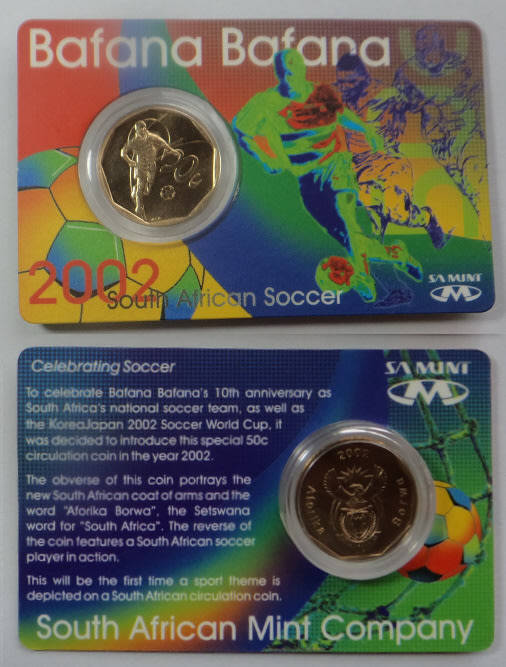 Bafana Bafana
50c
2002
South African Soccer
SA MINT
Celebrating Soccer
SA MINT
To celebrate Bafana Bafana's 10th anniversary as
South Africa's national soccer team, as well as
the KoreaJapan 2002 Soccer World Cup, it
was decided to introduce this special 50c
circulation coin in the year 2002.
The obverse of this coin portrays the
new South African coat of arms and the
word "Aforika Borwa", the Setswana
word for "South Africa". The reverse of
the coin features a South African soccer
player in action.
This will be the first time a sport theme is
depicted on a South African circulation coin.
2002
South African Mint Company